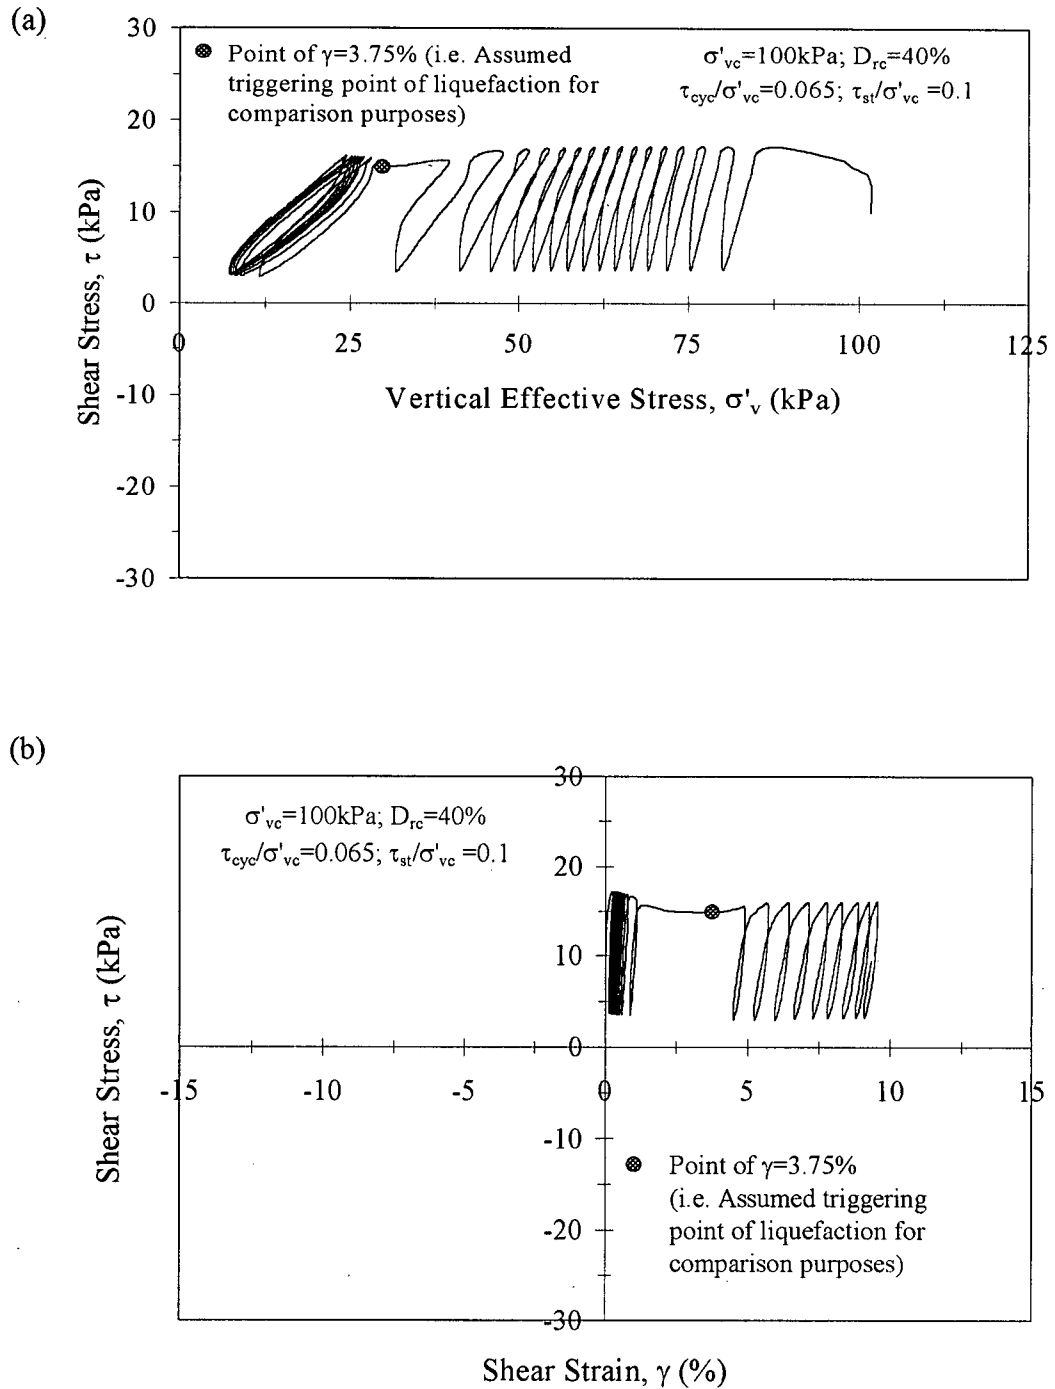 (a)
30
20
10
0
-10
-20
-30
Shear Stress, τ (kPa)
Point of γ=3.75% (i.e. Assumed
triggering point of liquefaction for
comparison purposes)
σ'vc=100kPa; Drc=40%
τcyc/σ'vc=0.065; τst/σ'vc =0.1
0 25 50 75 100 125
Vertical Effective Stress, σ'v (kPa)
(b)
σ'vc=100kPa; Drc=40%
τcyc/σ'vc=0.065; τst/σ'vc =0.1
30
20
10
0
-10
-20
-30
Shear Stress, τ (kPa)
-15 -10 -5 0 5 10 15
Point of γ=3.75%
(i.e. Assumed triggering
point of liquefaction for
comparison purposes)
Shear Strain, γ (%)